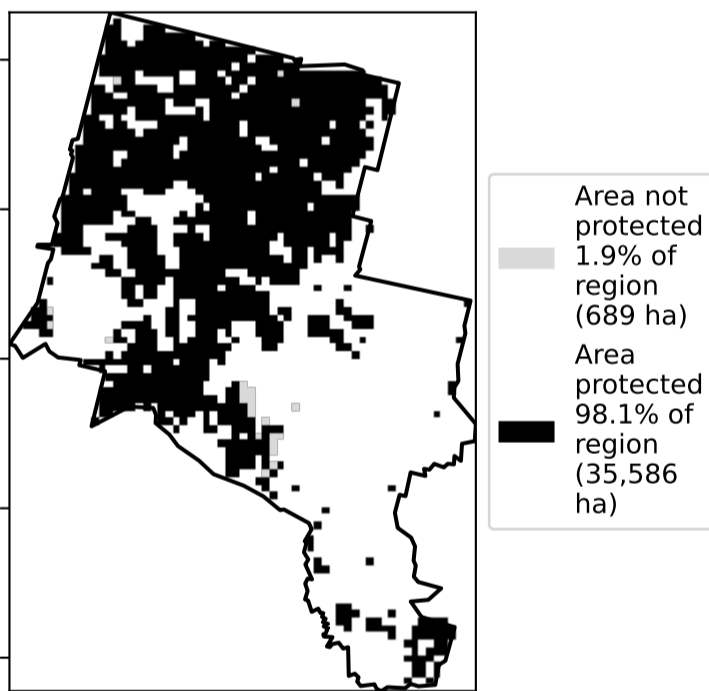 Area not
protected
1.9% of
region
(689 ha)
Area
protected
98.1% of
region
(35,586
ha)